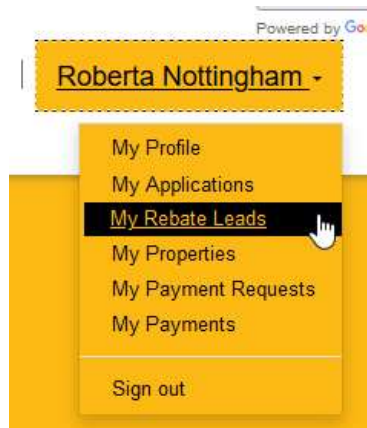 Powered by
Roberta Nottingham
My Profile
My Applications
My Rebate Leads
My Properties
My Payment Requests
My Payments
Sign out